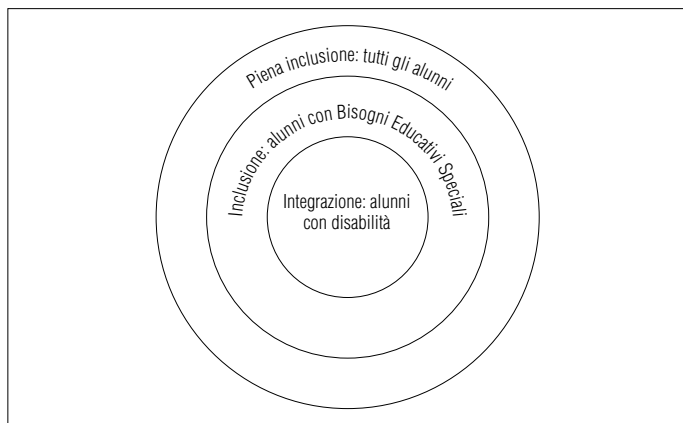 Piena inclusione: tutti gli alunni
Inclusione: alunni con Bisogni Educativi Speciali
Integrazione: alunni
con disabilità